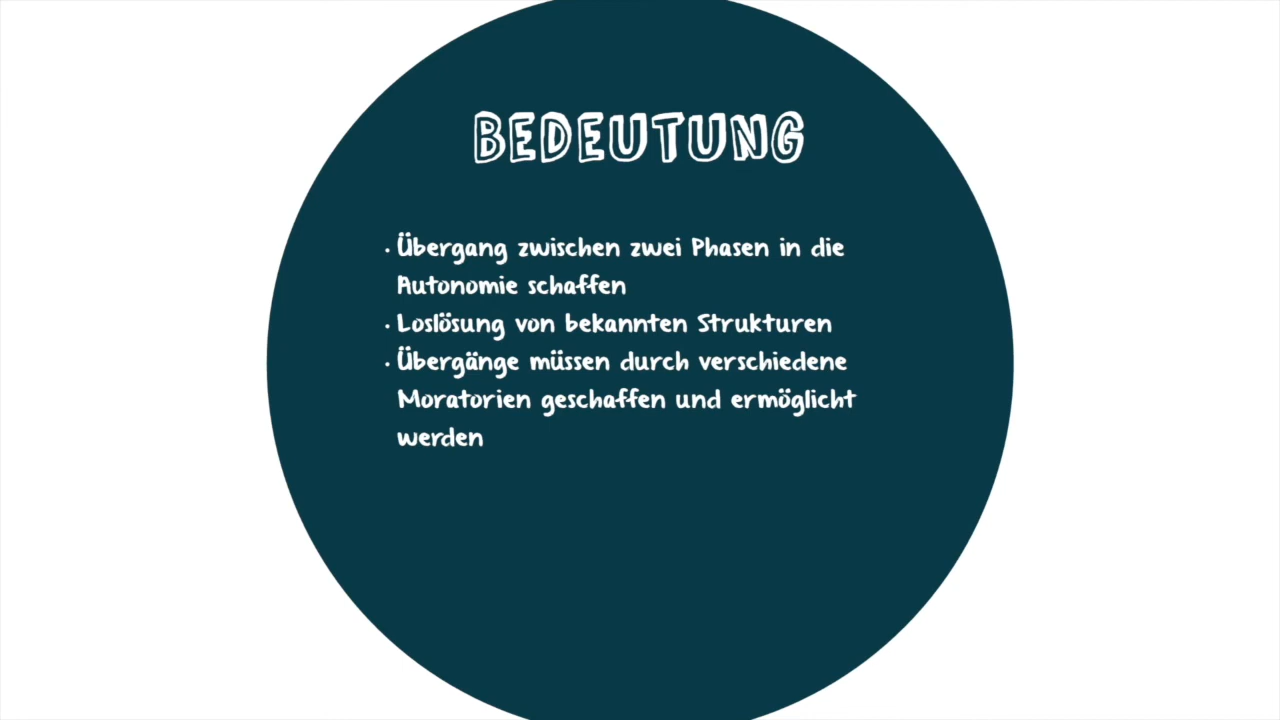 BEDEUTUNG
· Übergang zwischen zwei Phasen in die
Autonomie schaffen
· Loslösung von bekannten Strukturen
· Übergänge müssen durch verschiedene
Moratorien geschaffen und ermöglicht
werden